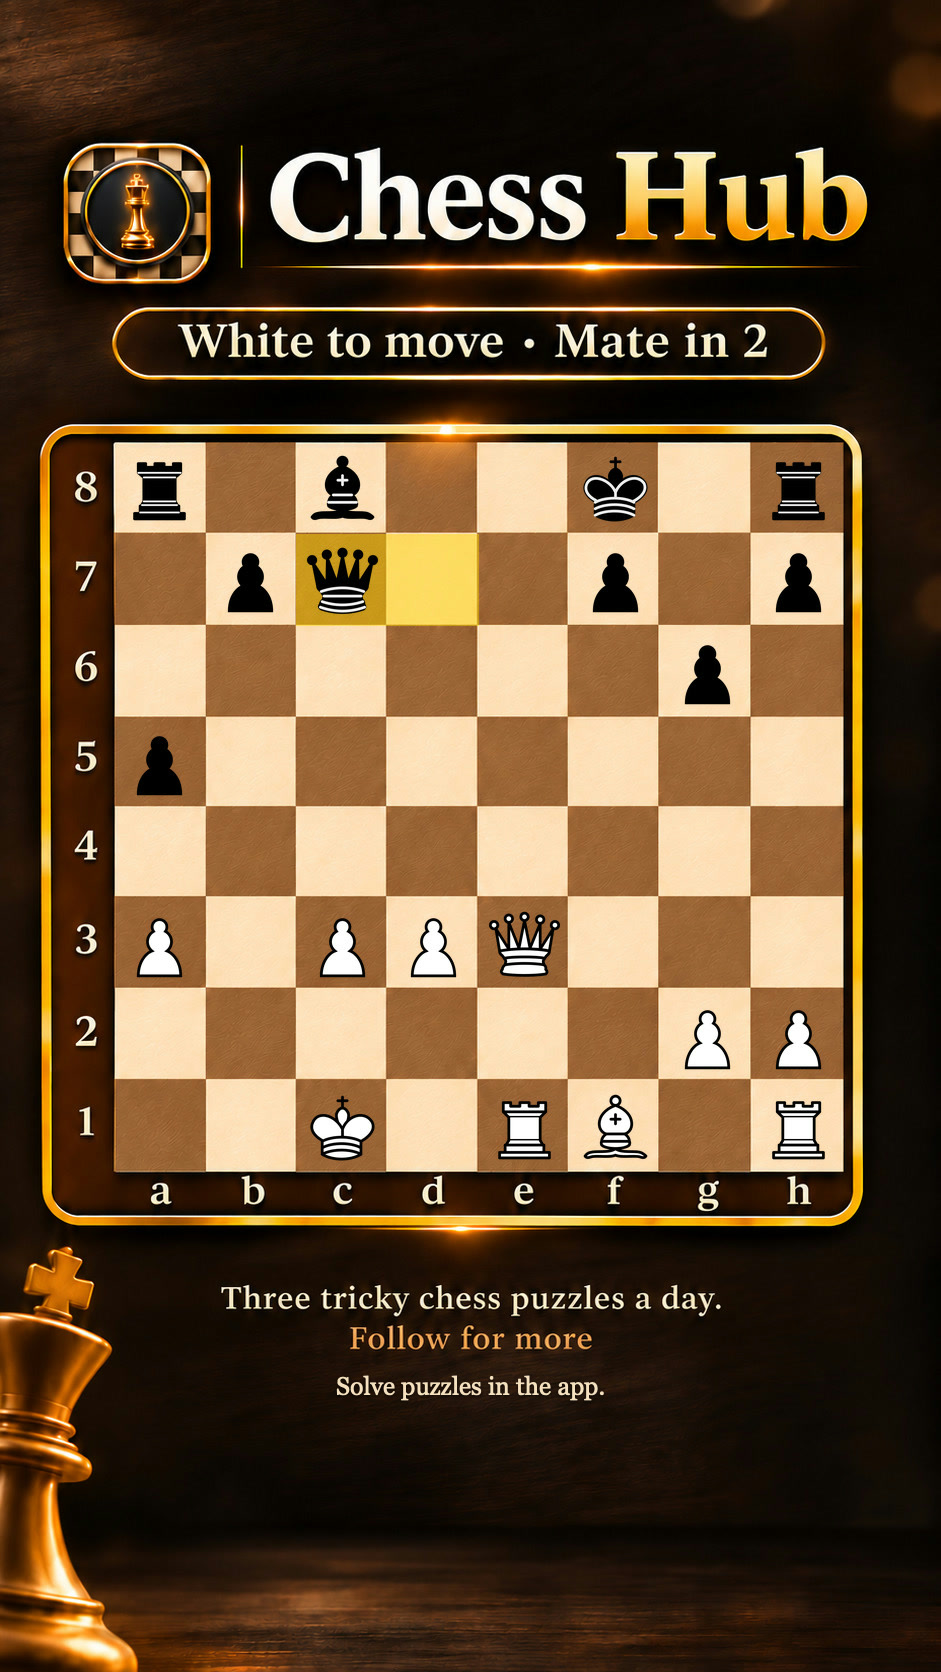 Chess Hub
White to move · Mate in 2
8
7
6
5
4
3
2
1
a b c d e f g h
Three tricky chess puzzles a day.
Follow for more
Solve puzzles in the app.